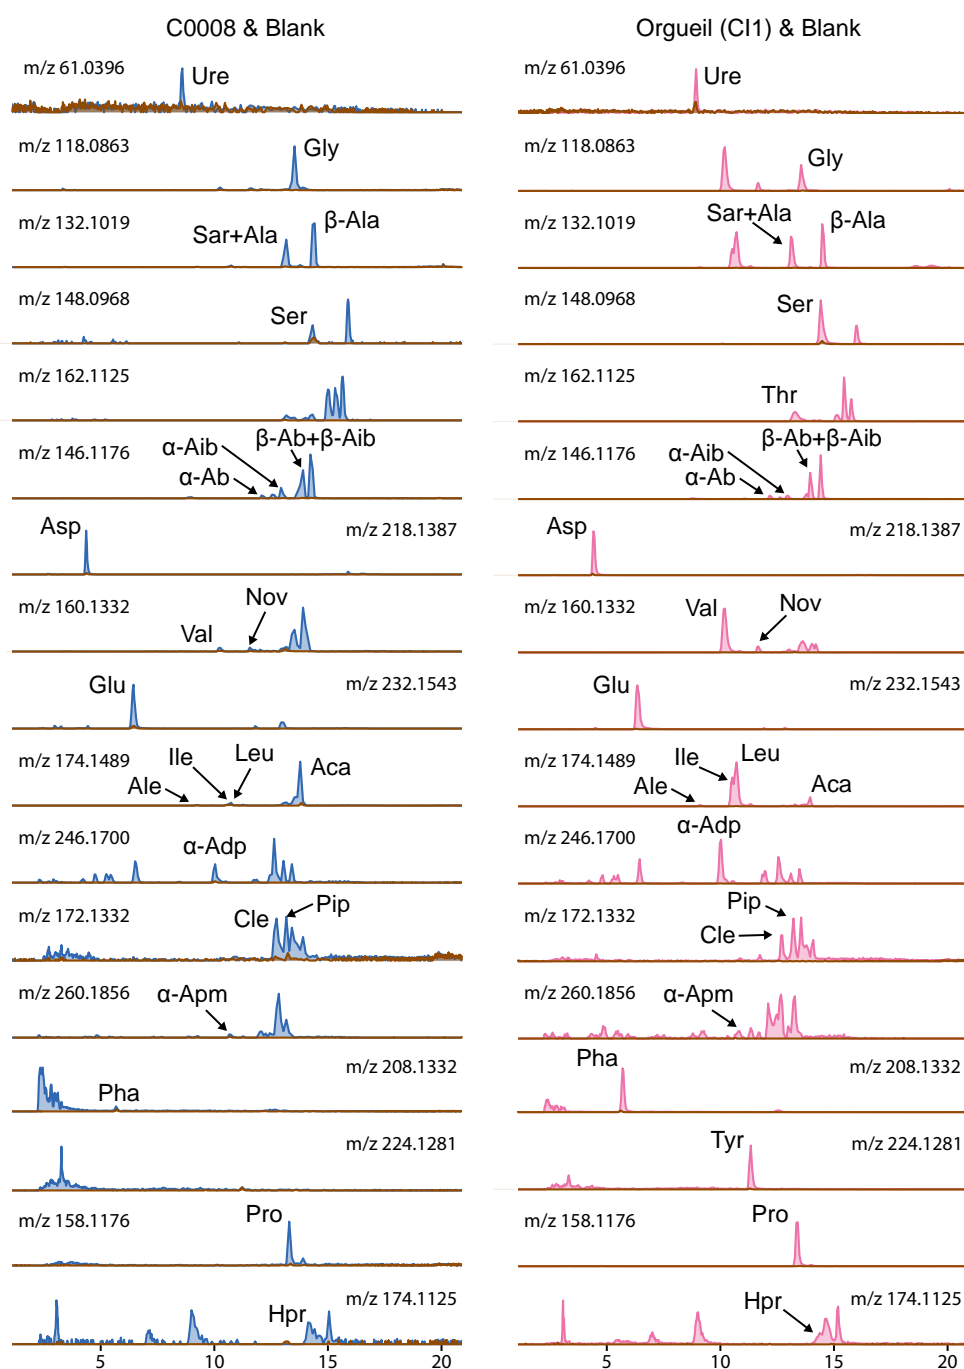 C0008 & Blank
m/z 61.0396
Ure
m/z 118.0863
Gly
m/z 132.1019
Sar+Ala
β-Ala
m/z 148.0968
Ser
m/z 162.1125
m/z 146.1176
β-Ab+β-Aib
α-Aib
α-Ab
Asp
m/z 218.1387
m/z 160.1332
Nov
Val
Glu
m/z 232.1543
m/z 174.1489
Ile
Leu
Ale
Aca
m/z 246.1700
α-Adp
m/z 172.1332
Cle
Pip
m/z 260.1856
α-Apm
m/z 208.1332
Pha
m/z 224.1281
m/z 158.1176
Pro
m/z 174.1125
Hpr
5 10 15 20
Orgueil (CI1) & Blank
m/z 61.0396
Ure
m/z 118.0863
Gly
m/z 132.1019
Sar+Ala
β-Ala
m/z 148.0968
Ser
m/z 162.1125
Thr
m/z 146.1176
β-Ab+β-Aib
α-Aib
α-Ab
Asp
m/z 218.1387
m/z 160.1332
Val
Nov
Glu
m/z 232.1543
m/z 174.1489
Ile
Leu
Ale
Aca
m/z 246.1700
α-Adp
m/z 172.1332
Pip
Cle
m/z 260.1856
α-Apm
Pha
m/z 208.1332
Tyr
m/z 224.1281
m/z 158.1176
Pro
Hpr
m/z 174.1125
5 10 15 20